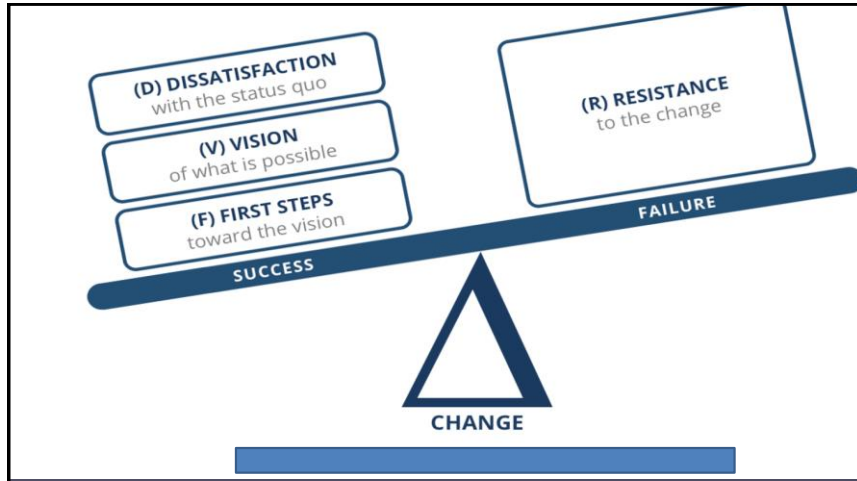 (D) DISSATISFACTION
with the status quo
(V) VISION
of what is possible
(F) FIRST STEPS
toward the vision
SUCCESS
(R) RESISTANCE
to the change
FAILURE
CHANGE